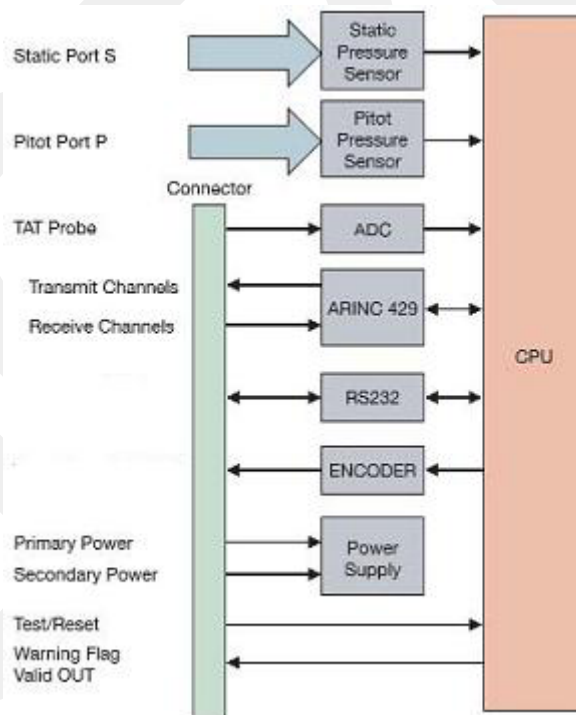 Static Port S
Static
Pressure
Sensor
Pitot Port P
Pitot
Pressure
Sensor
Connector
TAT Probe
ADC
Transmit Channels
Receive Channels
ARINC 429
CPU
RS232
ENCODER
Primary Power
Secondary Power
Power
Supply
Test/Reset
Warning Flag
Valid OUT